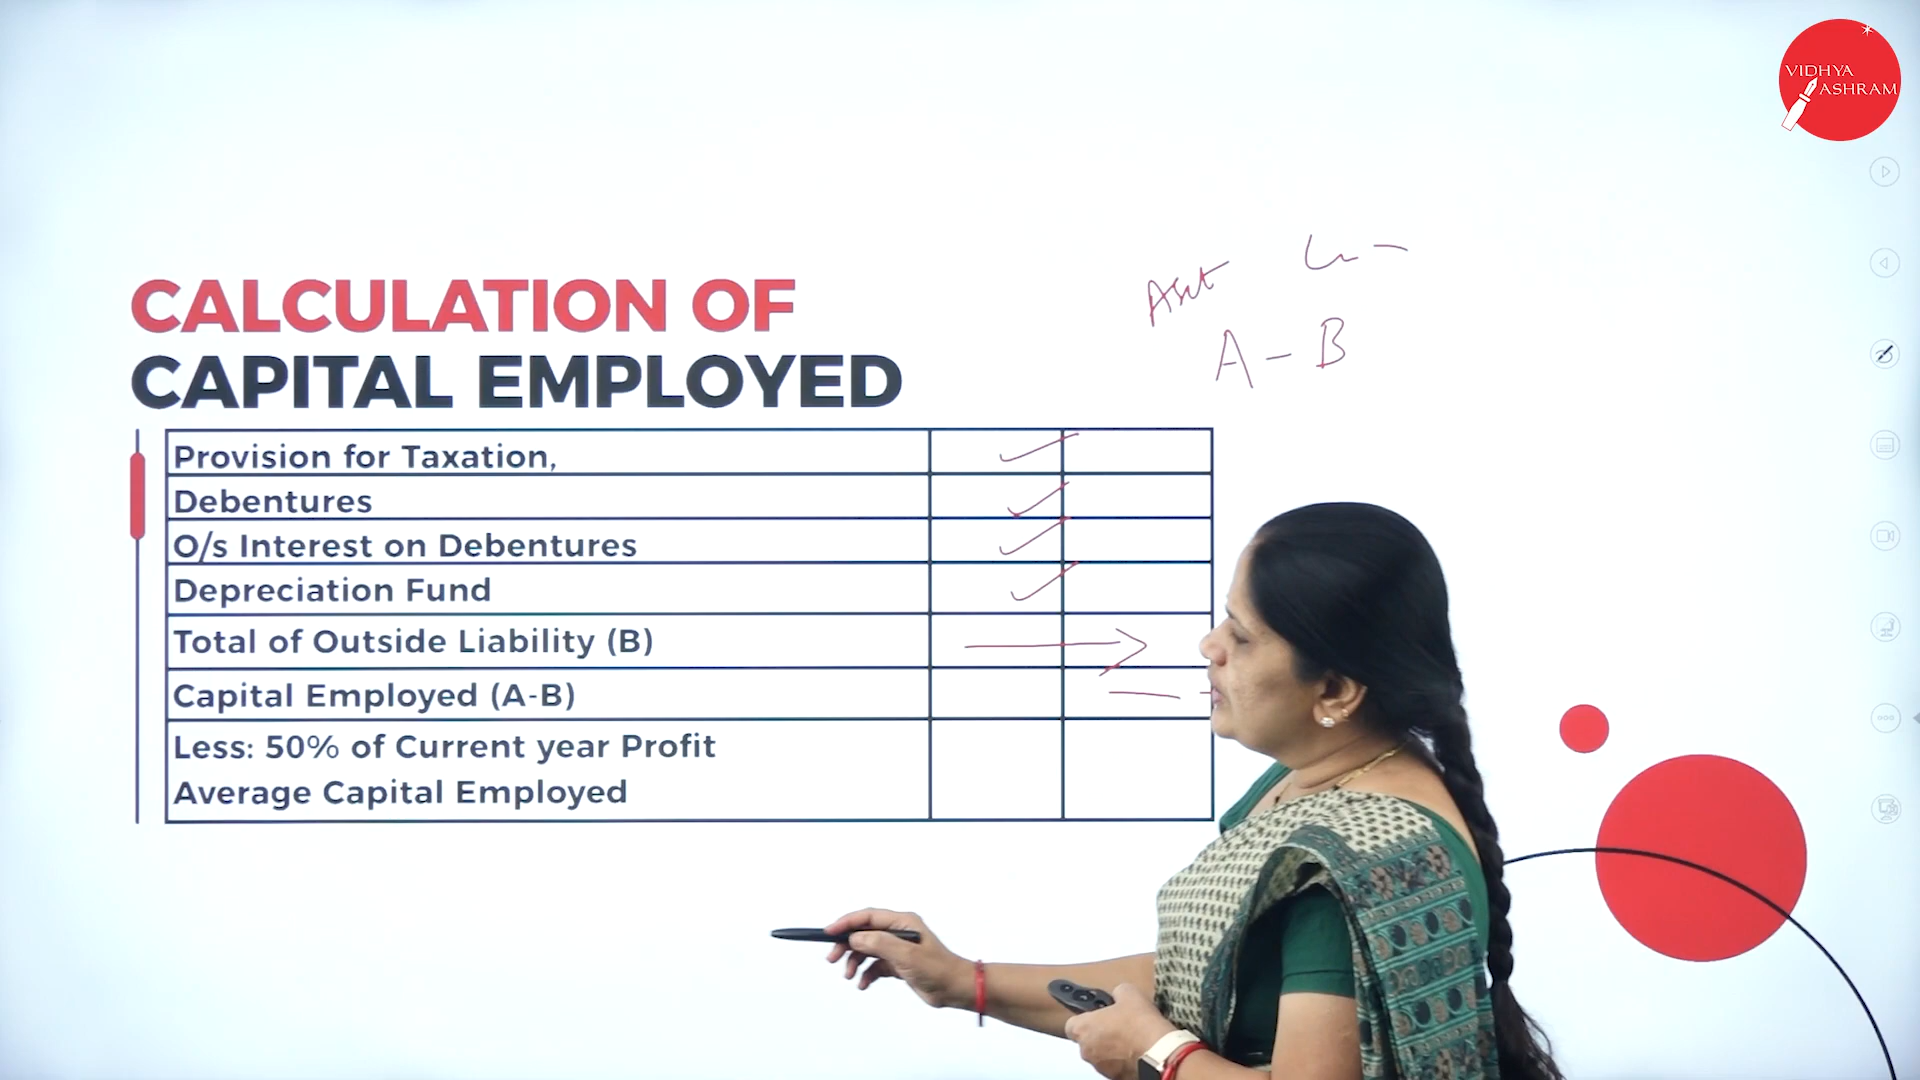 VIDHYA
ASHRAM
Asset
A - B
CALCULATION OF
CAPITAL EMPLOYED
Provision for Taxation,
Debentures
O/s Interest on Debentures
Depreciation Fund
Total of Outside Liability (B)
Capital Employed (A-B)
Less: 50% of Current year Profit
Average Capital Employed